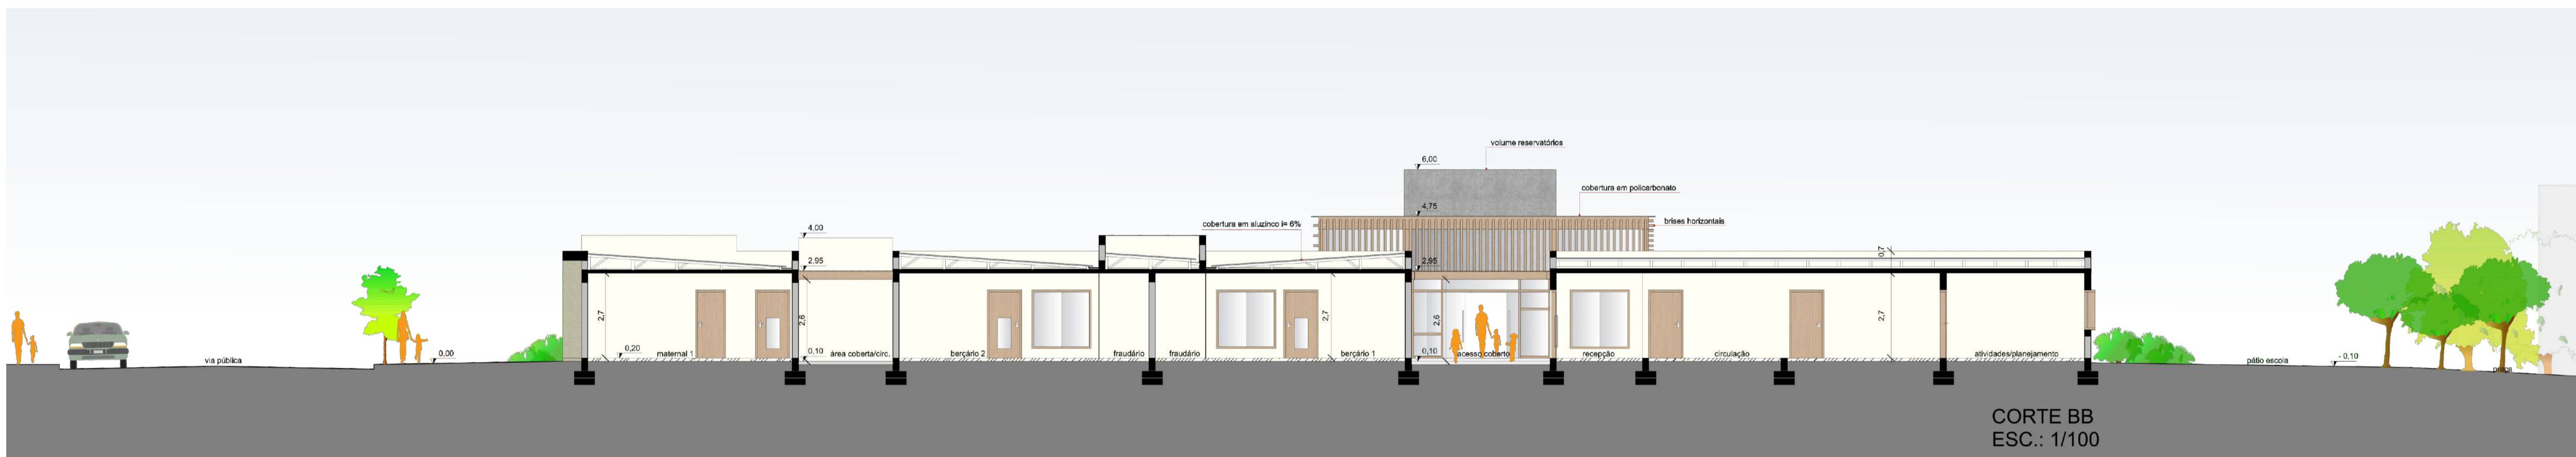 volume reservatórios
6,00
cobertura em policarbonato
4,75
brises horizontais
cobertura em aluzinco i= 6%
4,00
2,95
2,95
0,7
2,7
2,6
2,7
2,6
2,7
0,20
0,10
0,10
0,00
via pública
maternal 1
área coberta/circ.
berçário 2
fraudário
fraudário
berçário 1
acesso coberto
recepção
circulação
atividades/planejamento
pátio escola
- 0,10
praça
CORTE BB
ESC.: 1/100